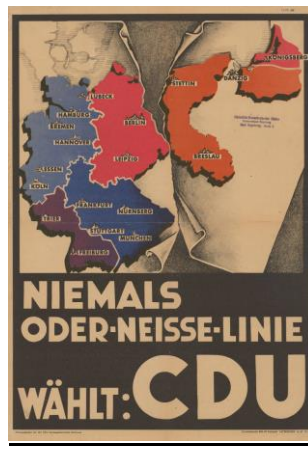 LÜBECK
HAMBURG
BREMEN
HANNOVER
BERLIN
LEIPZIG
ESSEN
KÖLN
FRANKFURT
TRIER
NÜRNBERG
STUTTGART
MÜNCHEN
FREIBURG
STETTIN
DANZIG
KÖNIGSBERG
BRESLAU
NIEMALS
ODER-NEISSE-LINIE
WÄHLT: CDU